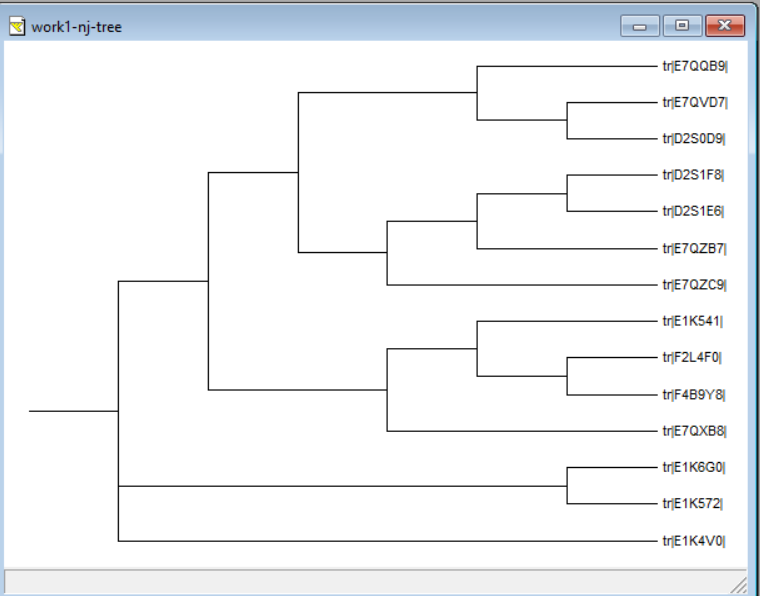 work1-nj-tree
tr|E7QQB9|
tr|E7QVD7|
tr|D2S0D9|
tr|D2S1F8|
tr|D2S1E6|
tr|E7QZB7|
tr|E7QZC9|
tr|E1K541|
tr|F2L4F0|
tr|F4B9Y8|
tr|E7QXB8|
tr|E1K6G0|
tr|E1K572|
tr|E1K4V0|